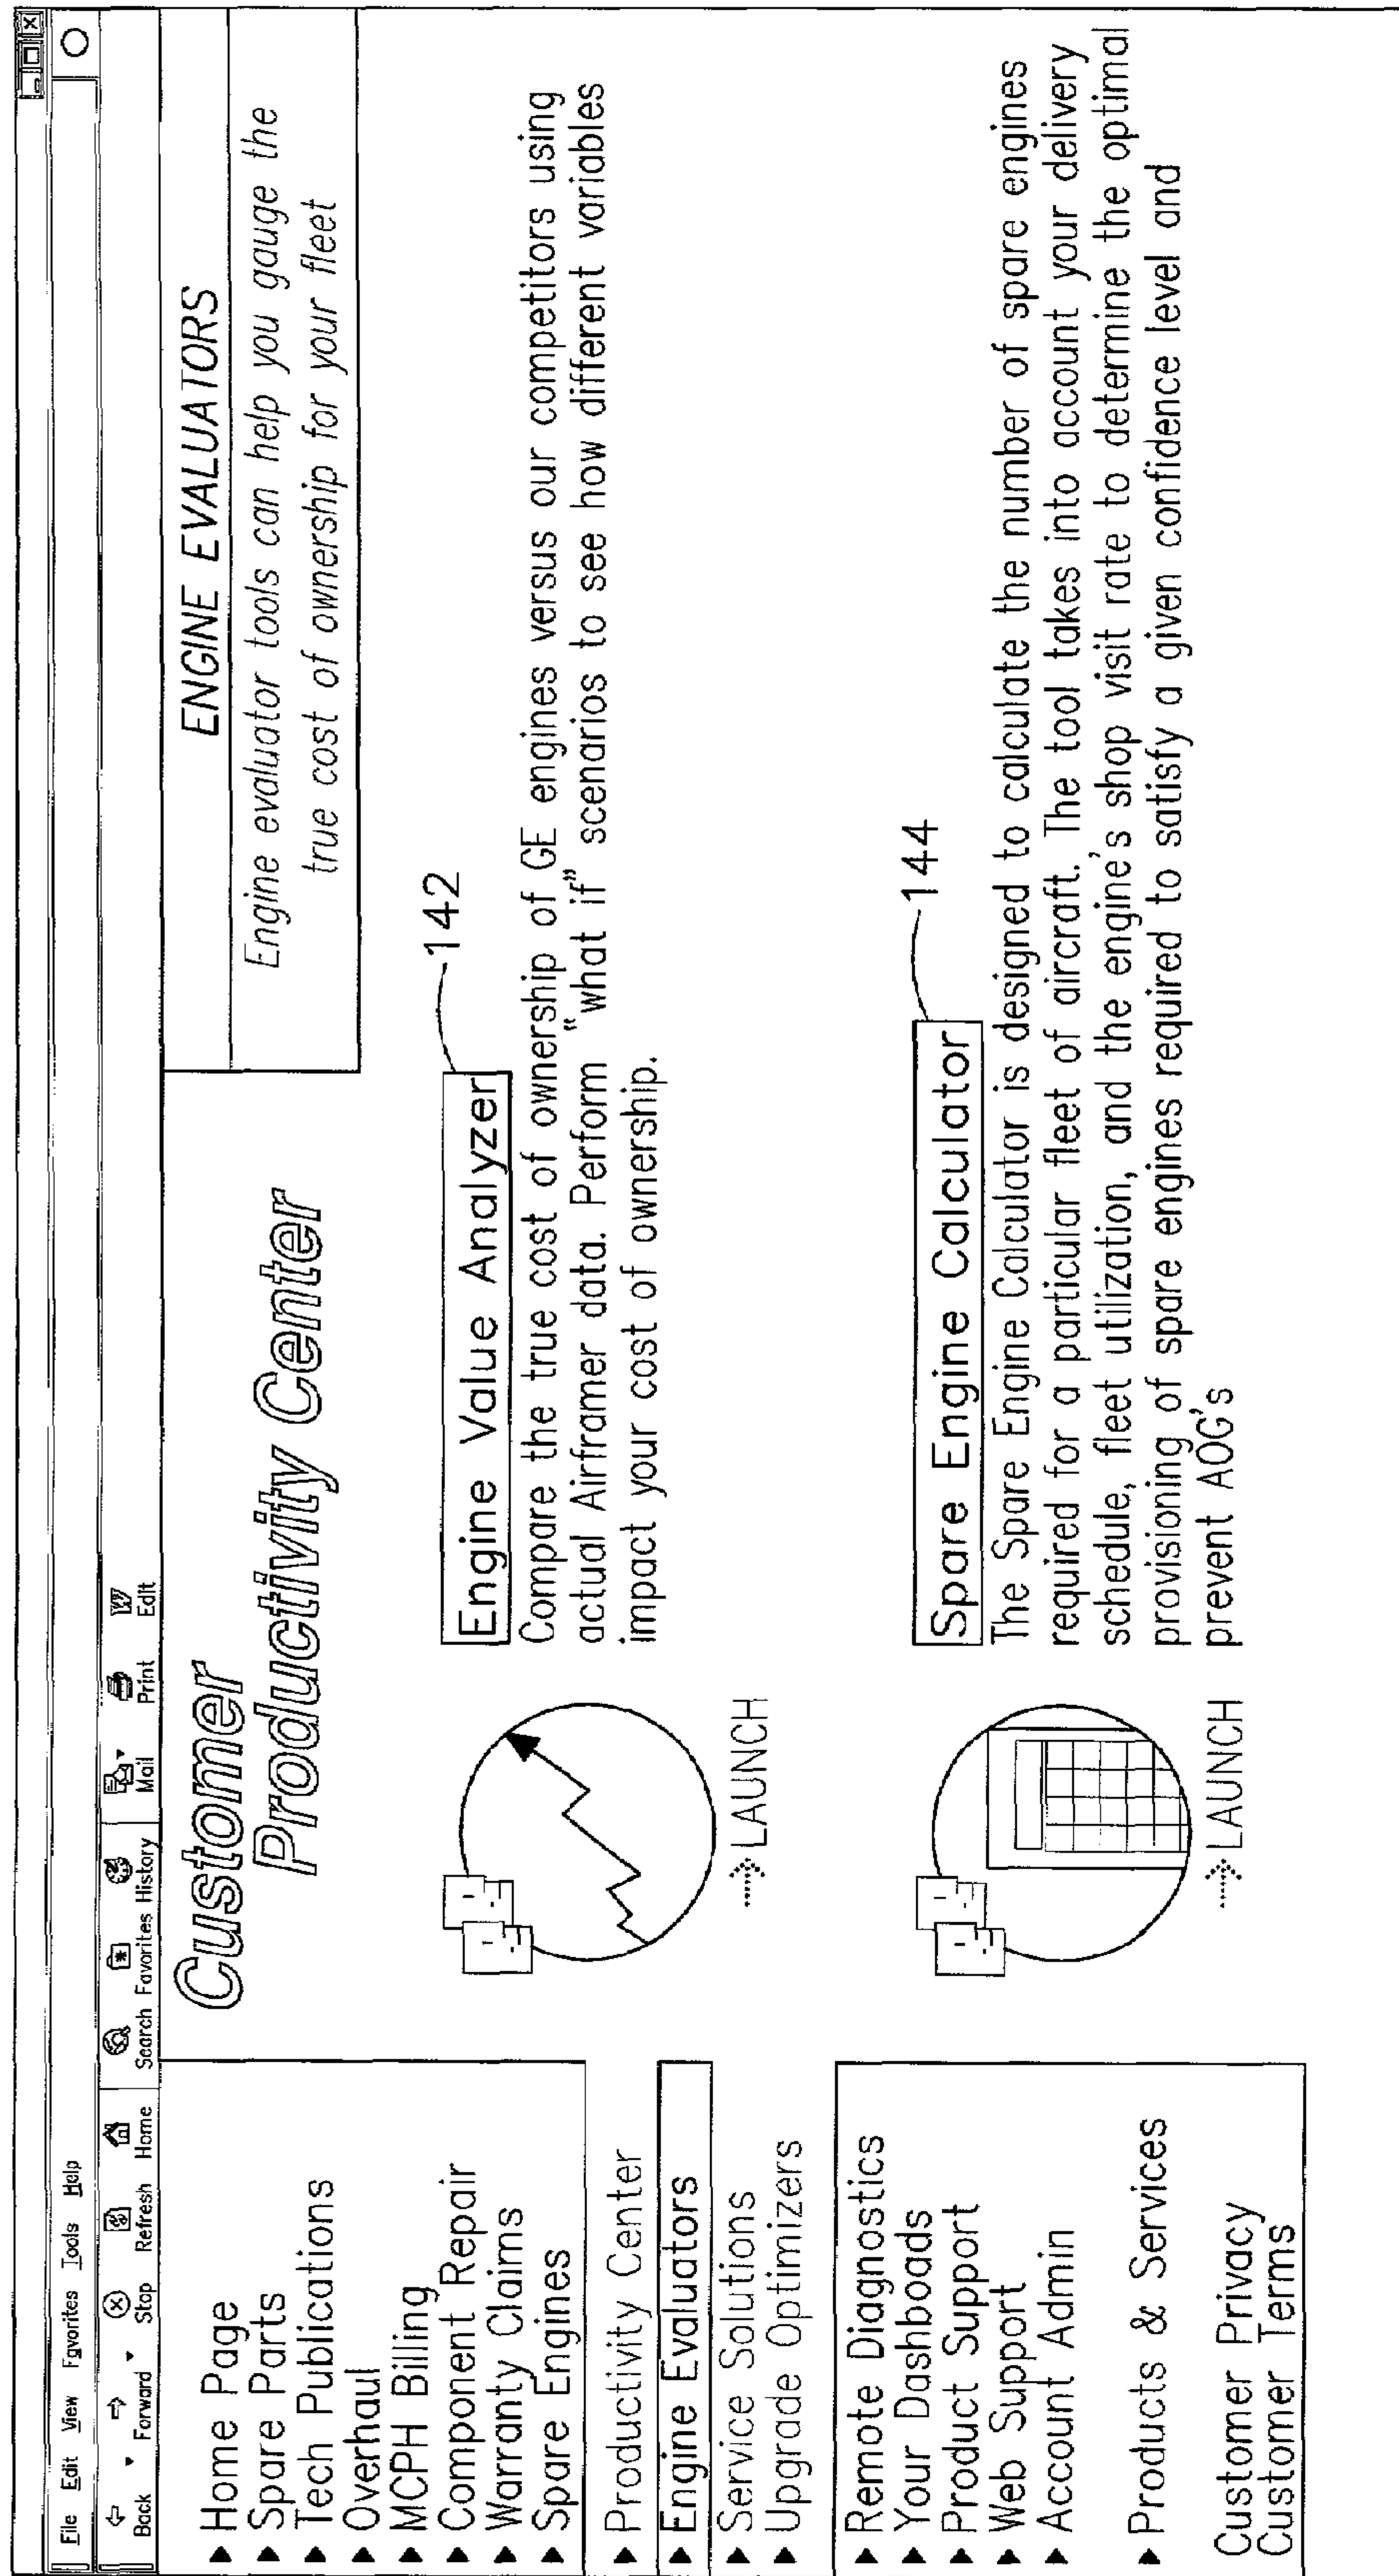 File Edit View Favorites Tools Help
Back Forward Stop Refresh Home Search Favorites History Mail Print Edit
Customer
Productivity Center
ENGINE EVALUATORS
Engine evaluator tools can help you gauge the
true cost of ownership for your fleet
Home Page
Spare Parts
Tech Publications
Overhaul
MCPH Billing
Component Repair
Warranty Claims
Spare Engines
Productivity Center
Engine Evaluators
Service Solutions
Upgrade Optimizers
Remote Diagnostics
Your Dashboads
Product Support
Web Support
Account Admin
Products & Services
Customer Privacy
Customer Terms
Engine Value Analyzer
142
Compare the true cost of ownership of GE engines versus our competitors using
actual Airframer data. Perform "what if" scenarios to see how different variables
impact your cost of ownership.
LAUNCH
Spare Engine Calculator
144
The Spare Engine Calculator is designed to calculate the number of spare engines
required for a particular fleet of aircraft. The tool takes into account your delivery
schedule, fleet utilization, and the engine's shop visit rate to determine the optimal
provisioning of spare engines required to satisfy a given confidence level and
prevent AOG's
LAUNCH